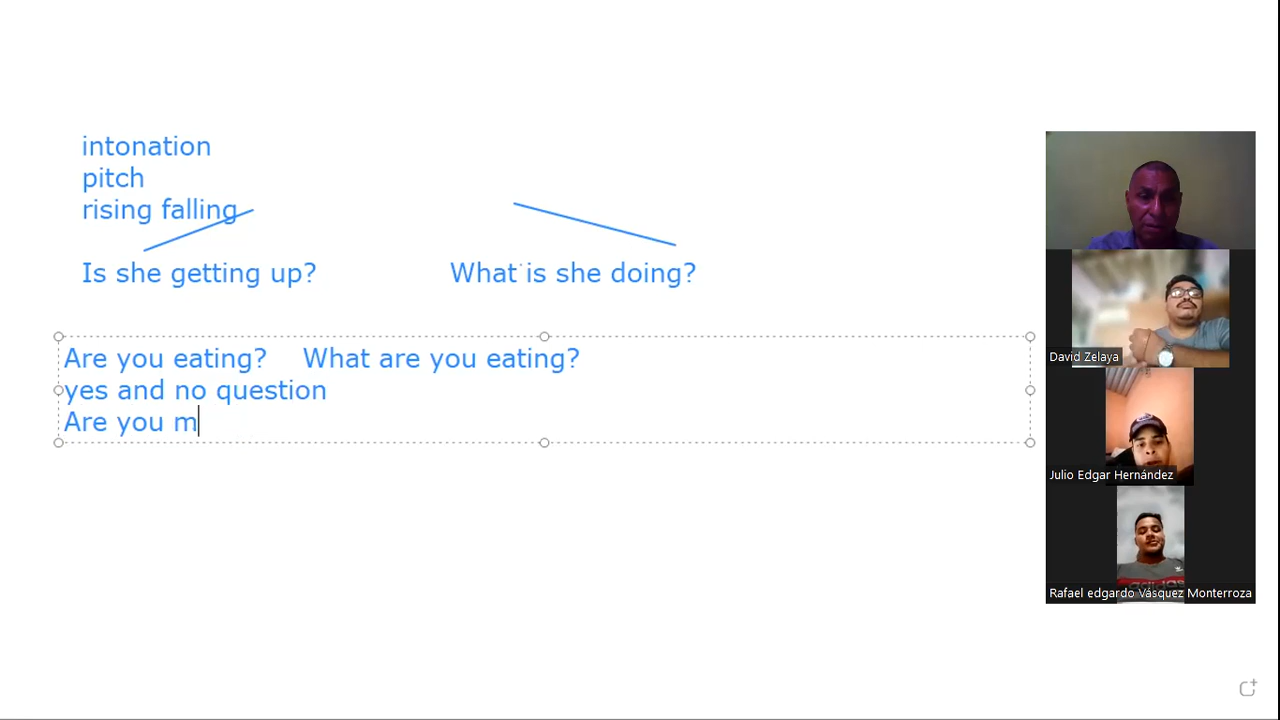 intonation
pitch
rising falling
Is she getting up? What is she doing?
Are you eating? What are you eating?
yes and no question
Are you m
David Zelaya
Julio Edgar Hernández
adidas
Rafael edgardo Vásquez Monterroza